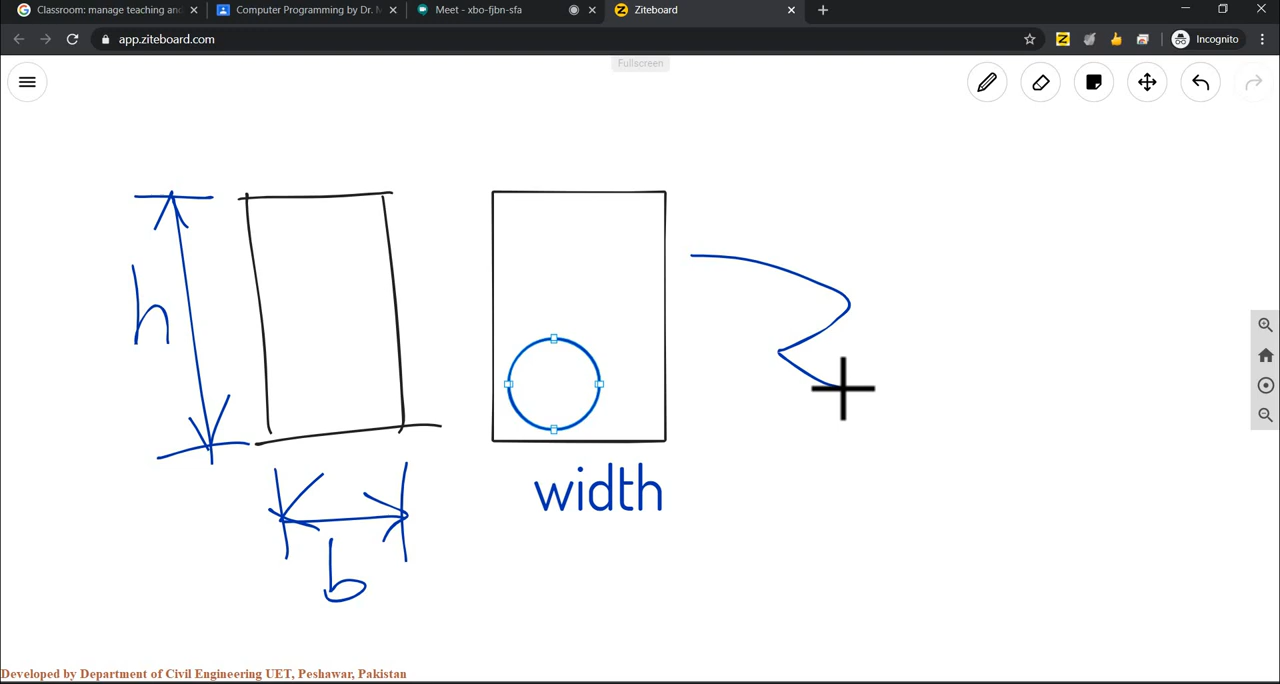 Classroom: manage teaching and
Computer Programming by Dr.
Meet - xbo-fjbn-sfa
Ziteboard
app.ziteboard.com
Incognito
Fullscreen
h
b
width
Developed by Department of Civil Engineering UET, Peshawar, Pakistan